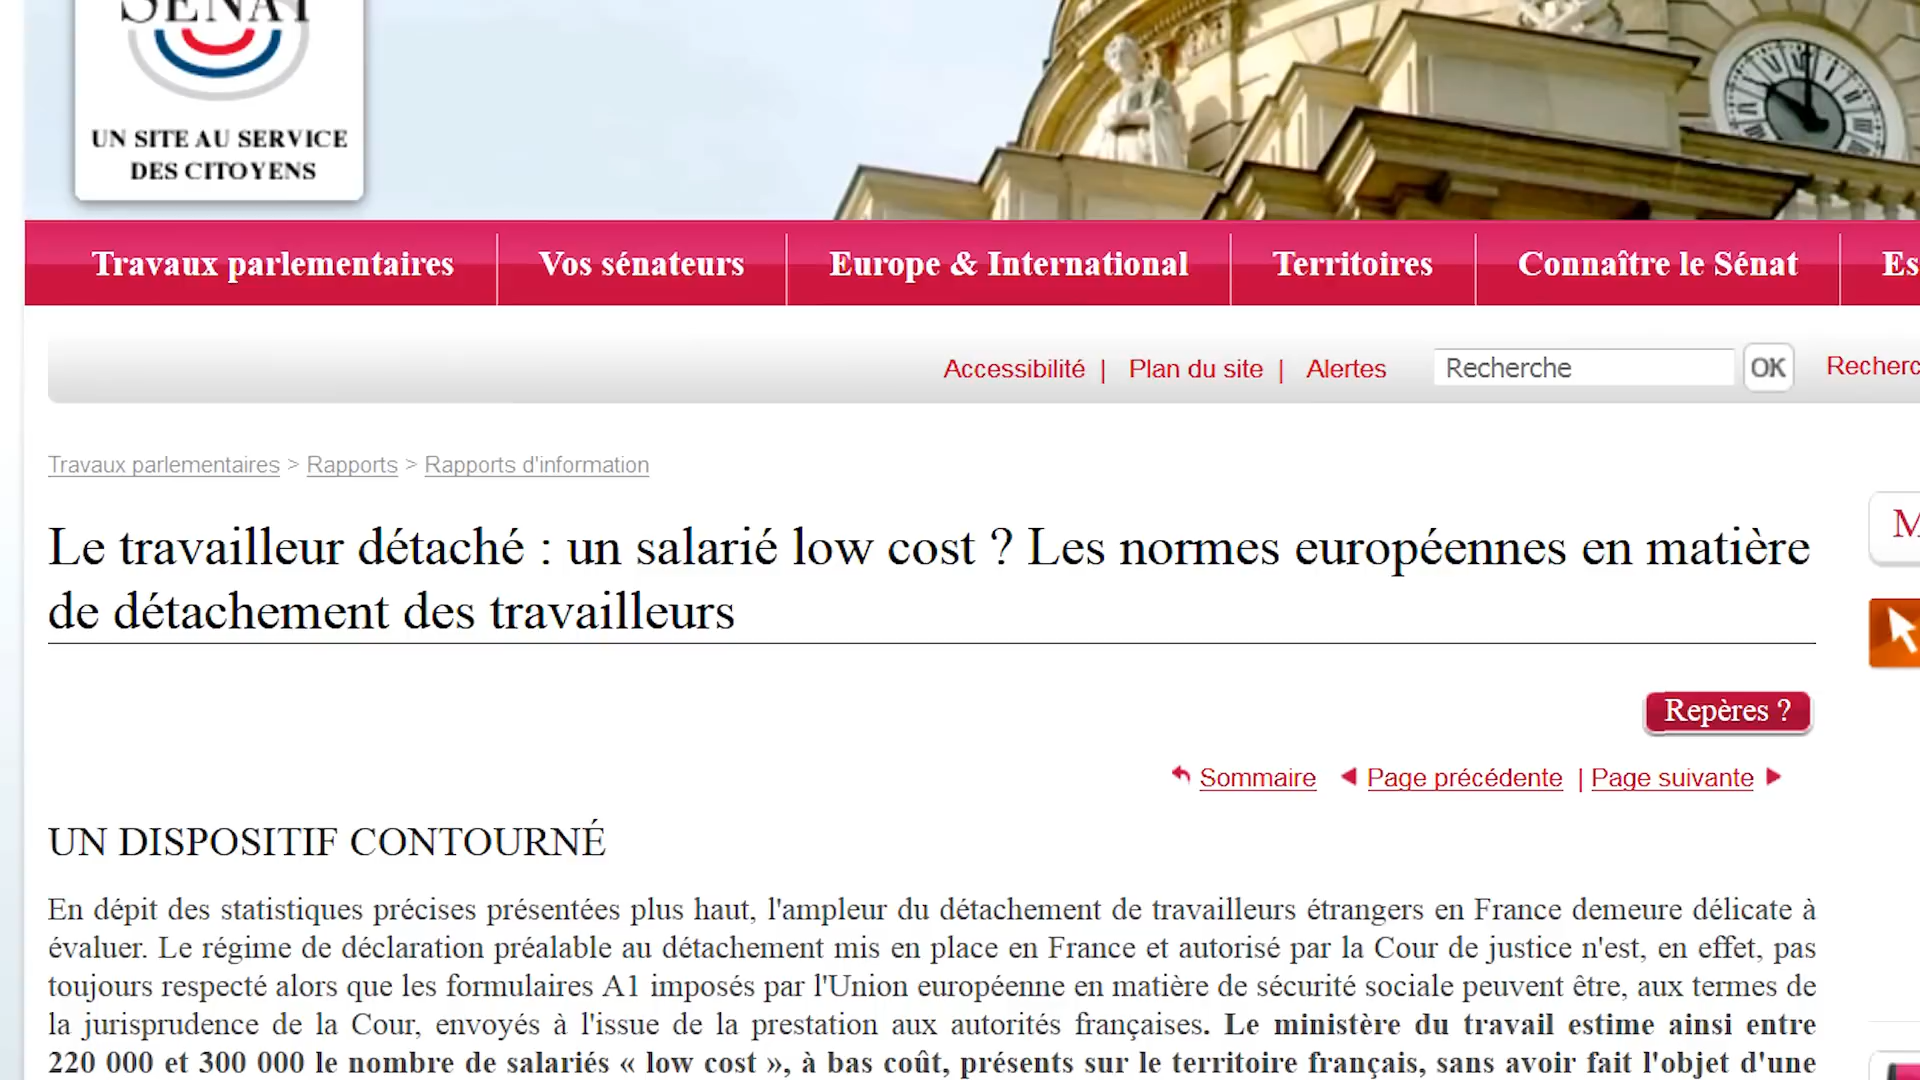 SÉNAT
UN SITE AU SERVICE
DES CITOYENS
Travaux parlementaires
Vos sénateurs
Europe & International
Territoires
Connaître le Sénat
Es
Accessibilité | Plan du site | Alertes
Recherche
OK
Recherc
Travaux parlementaires > Rapports > Rapports d'information
Le travailleur détaché : un salarié low cost ? Les normes européennes en matière
de détachement des travailleurs
M
Repères ?
Sommaire Page précédente | Page suivante
UN DISPOSITIF CONTOURNÉ
En dépit des statistiques précises présentées plus haut, l'ampleur du détachement de travailleurs étrangers en France demeure délicate à
évaluer. Le régime de déclaration préalable au détachement mis en place en France et autorisé par la Cour de justice n'est, en effet, pas
toujours respecté alors que les formulaires A1 imposés par l'Union européenne en matière de sécurité sociale peuvent être, aux termes de
la jurisprudence de la Cour, envoyés à l'issue de la prestation aux autorités françaises. Le ministère du travail estime ainsi entre
220 000 et 300 000 le nombre de salariés « low cost », à bas coût, présents sur le territoire français, sans avoir fait l'objet d'une